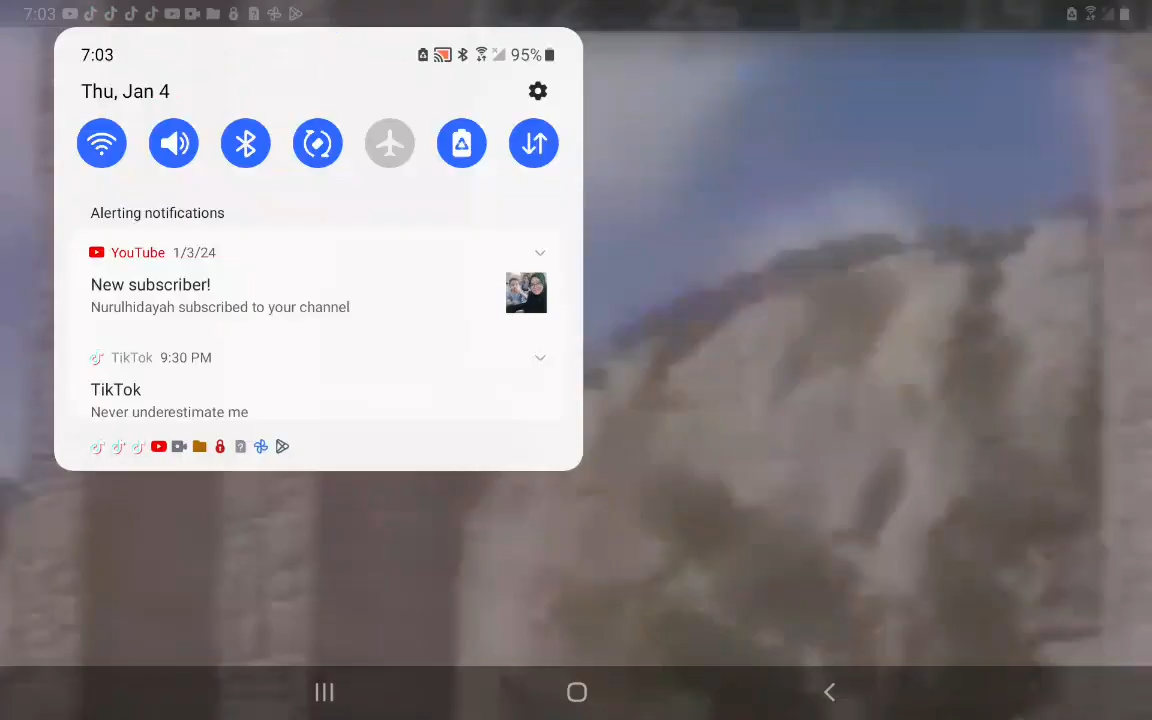 7:03
7:03
95%
Thu, Jan 4
Alerting notifications
YouTube 1/3/24
New subscriber!
Nurulhidayah subscribed to your channel
TikTok 9:30 PM
TikTok
Never underestimate me